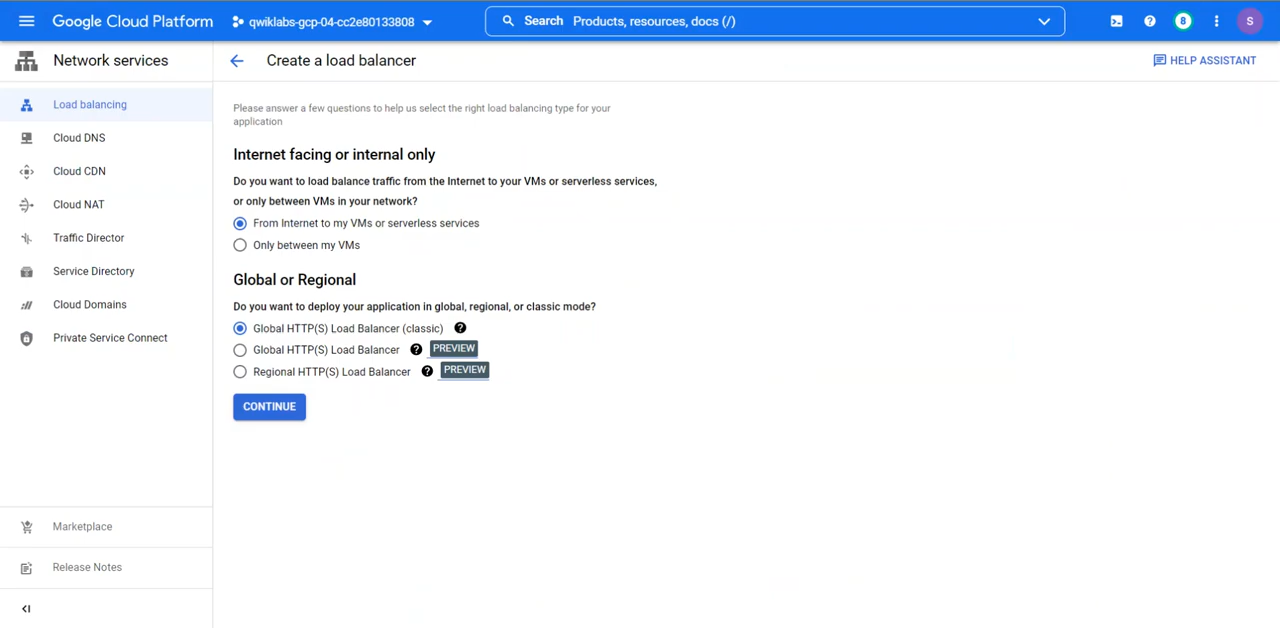 Google Cloud Platform
qwiklabs-gcp-04-cc2e80133808
Search Products, resources, docs (/)
8
S
Network services
Create a load balancer
HELP ASSISTANT
Load balancing
Cloud DNS
Cloud CDN
Cloud NAT
Traffic Director
Service Directory
Cloud Domains
Private Service Connect
Marketplace
Release Notes
Please answer a few questions to help us select the right load balancing type for your
application
Internet facing or internal only
Do you want to load balance traffic from the Internet to your VMs or serverless services,
or only between VMs in your network?
From Internet to my VMs or serverless services
Only between my VMs
Global or Regional
Do you want to deploy your application in global, regional, or classic mode?
Global HTTP(S) Load Balancer (classic)
Global HTTP(S) Load Balancer PREVIEW
Regional HTTP(S) Load Balancer PREVIEW
CONTINUE